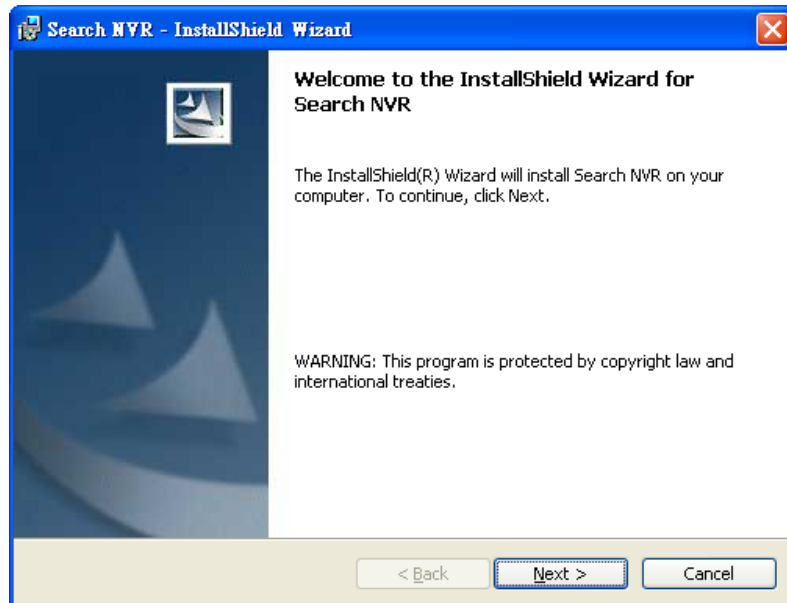 Search NVR - InstallShield Wizard
Welcome to the InstallShield Wizard for
Search NVR
The InstallShield(R) Wizard will install Search NVR on your
computer. To continue, click Next.
WARNING: This program is protected by copyright law and
international treaties.
< Back
Next >
Cancel